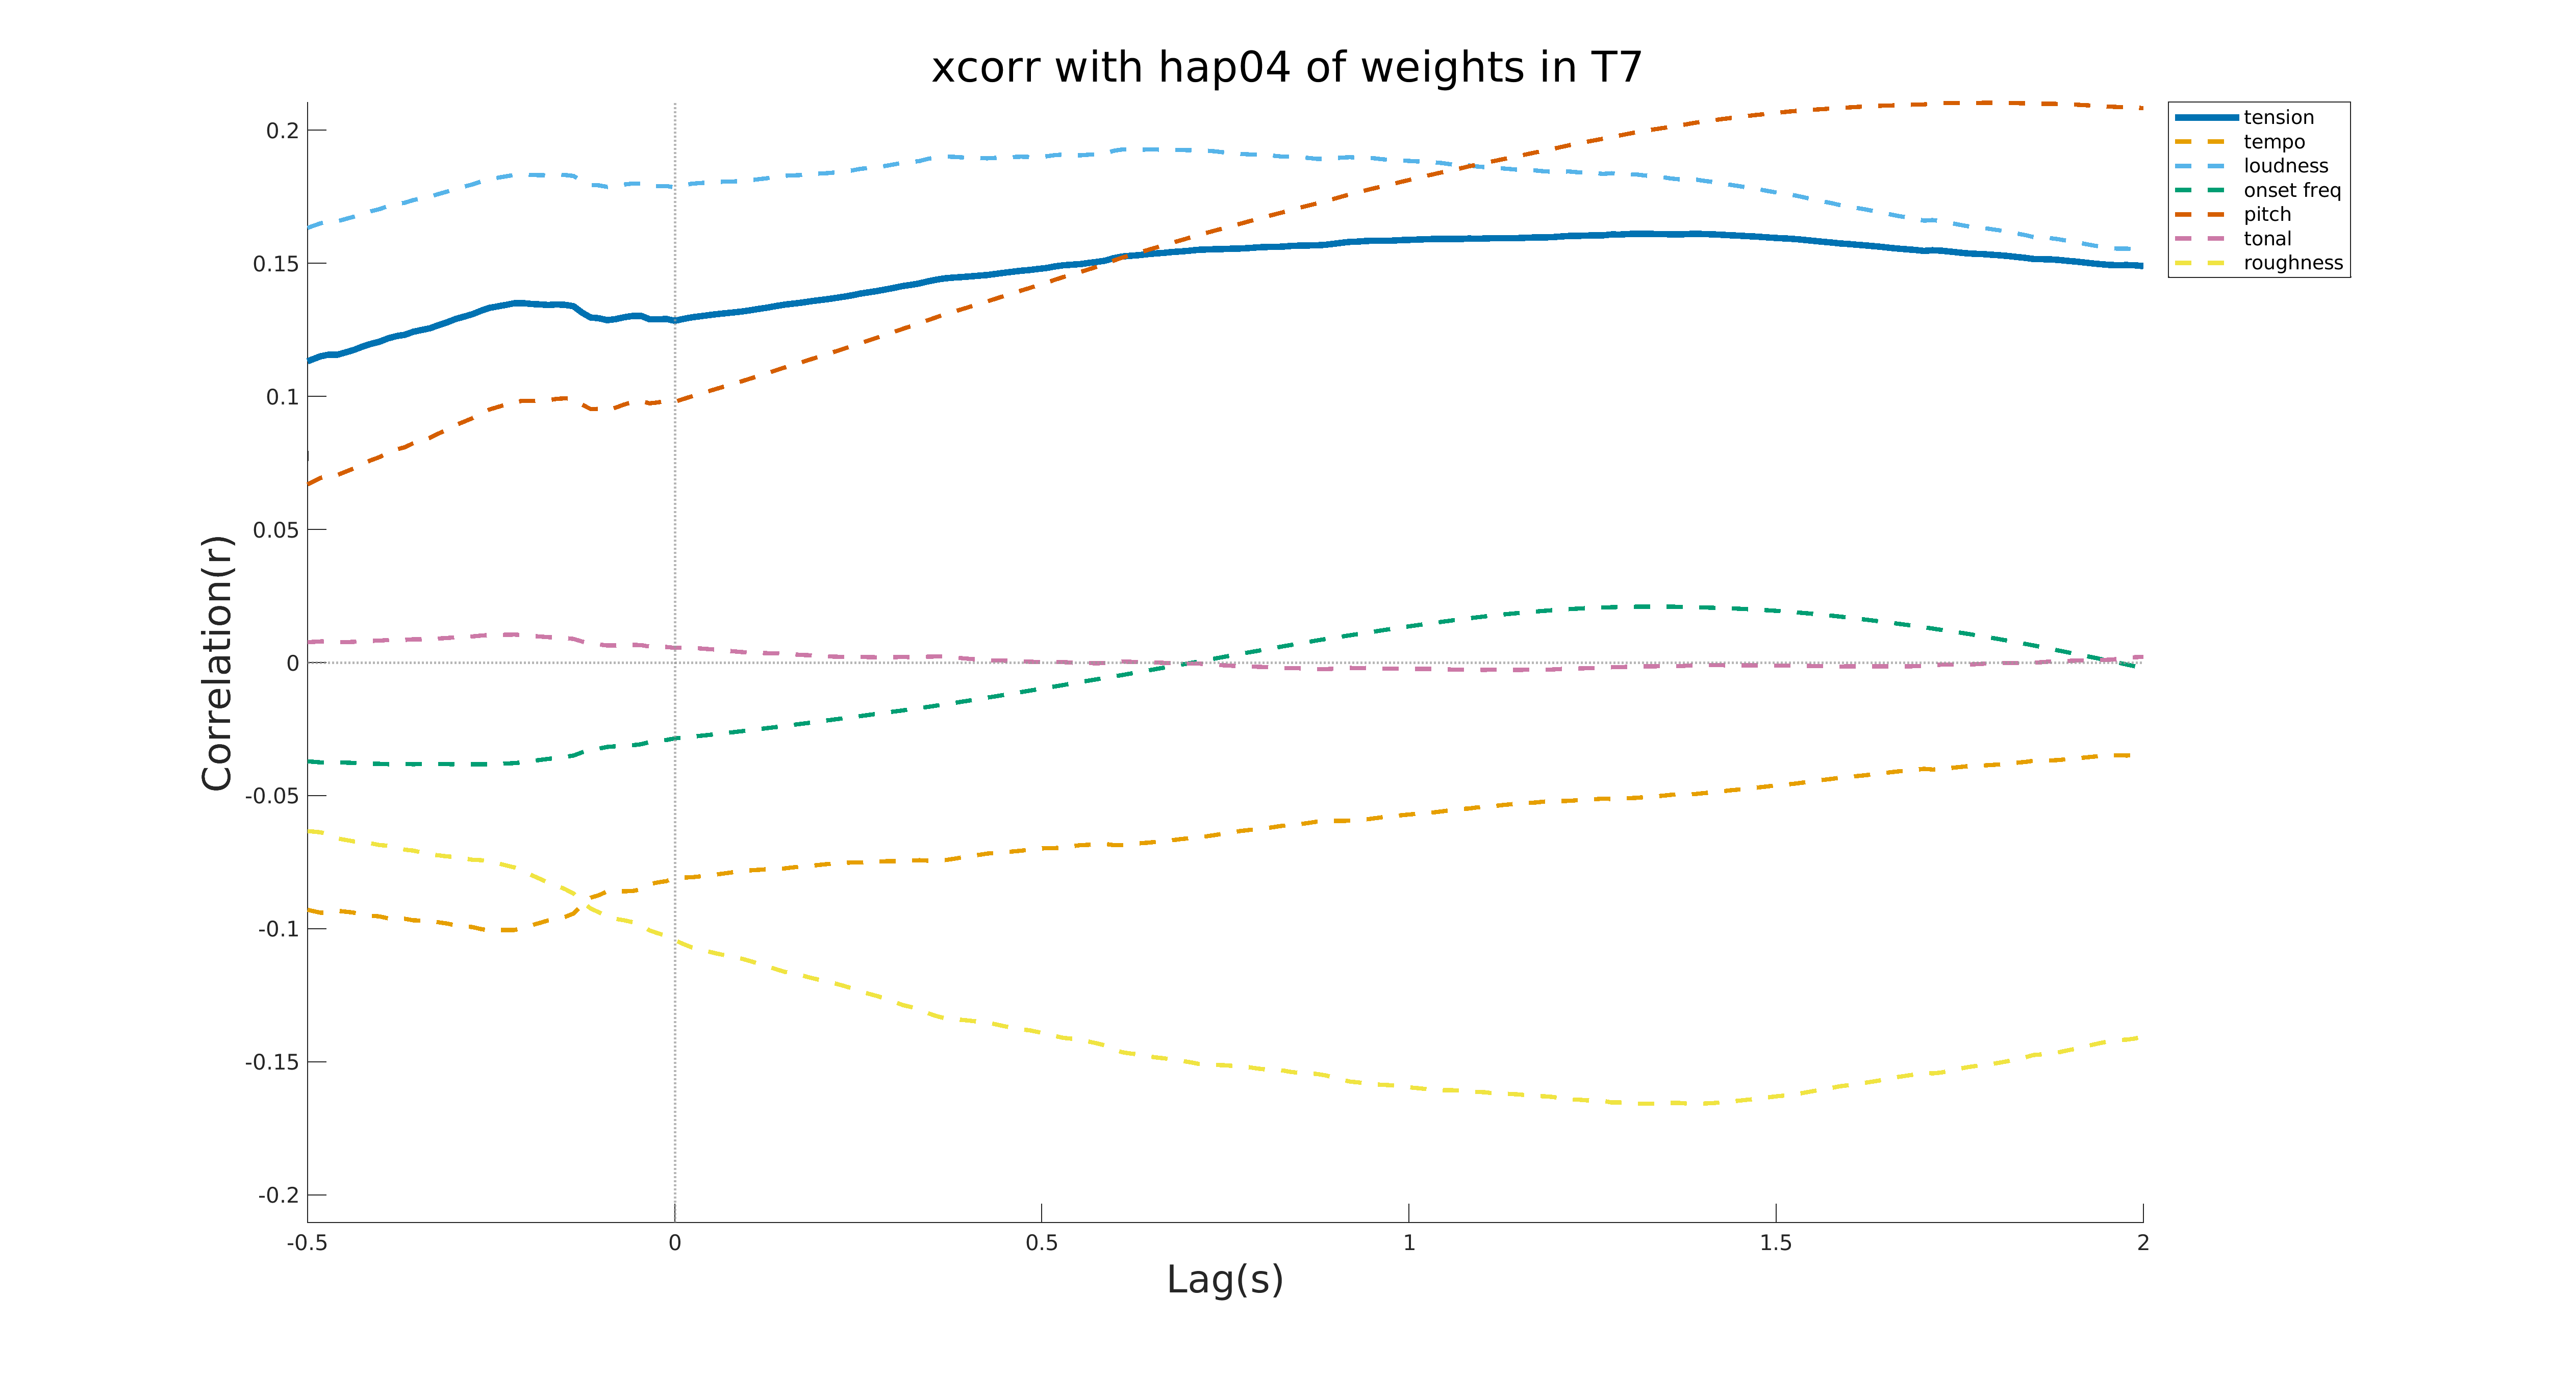 xcorr with hap04 of weights in T7
tension
tempo
loudness
onset freq
pitch
tonal
roughness
0.2
0.15
0.1
0.05
0
-0.05
-0.1
-0.15
-0.2
Correlation(r)
-0.5
0
0.5
1
1.5
2
Lag(s)